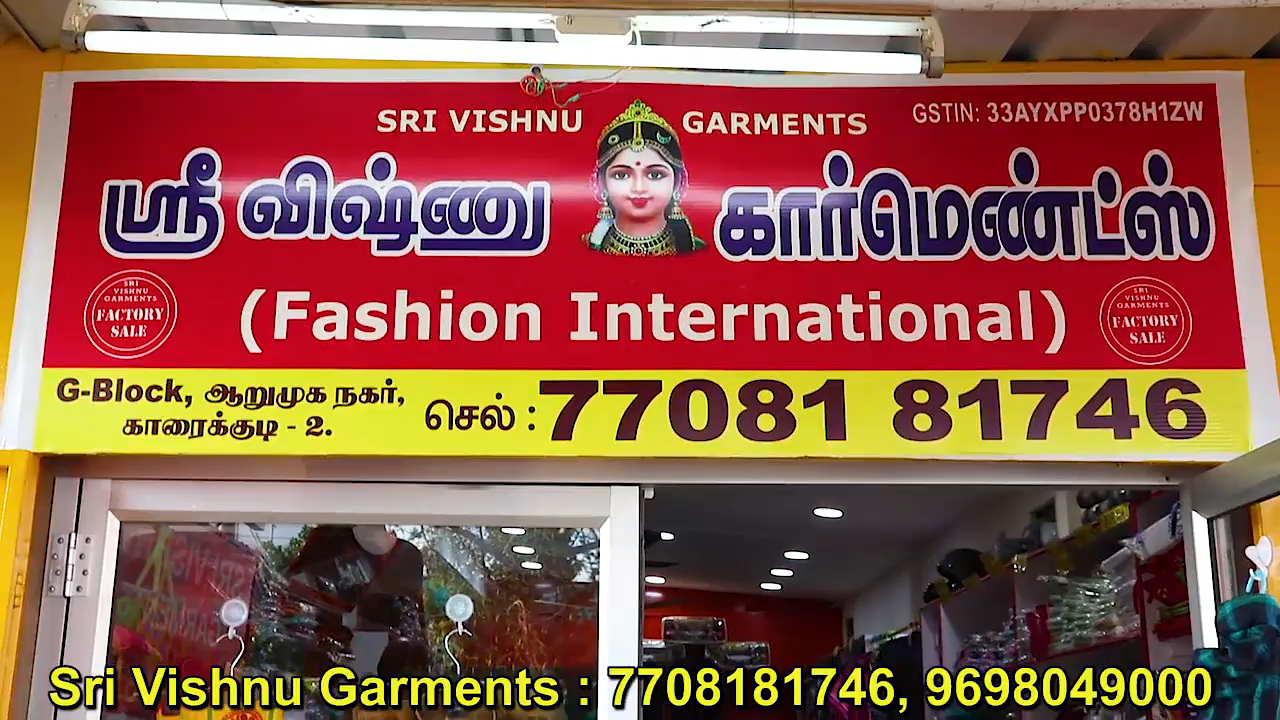 SRI VISHNU GARMENTS
GSTIN: 33AYXPP0378H1ZW
ஸ்ரீ விஷ்ணு கார்மெண்ட்ஸ்
SRI
VISHNU
GARMENTS
FACTORY
SALE
(Fashion International)
SRI
VISHNU
GARMENTS
FACTORY
SALE
G-Block, ஆறுமுக நகர்,
காரைக்குடி - 2.
செல் : 77081 81746
Sri Vishnu Garments : 7708181746, 9698049000